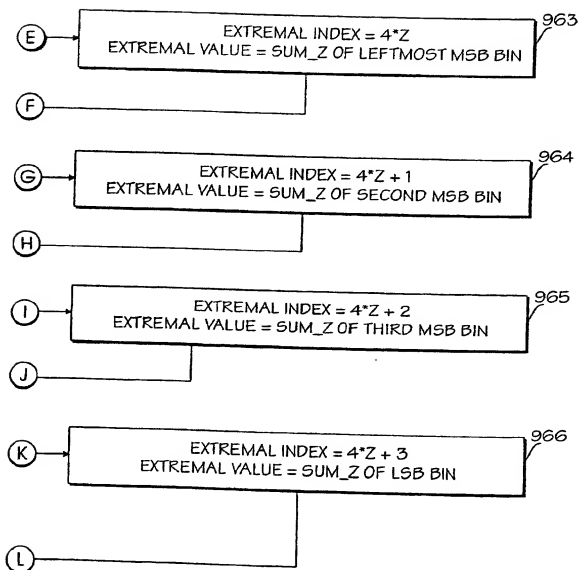 963
E
EXTREMAL INDEX = 4*Z
EXTREMAL VALUE = SUM_Z OF LEFTMOST MSB BIN
F
964
G
EXTREMAL INDEX = 4*Z + 1
EXTREMAL VALUE = SUM_Z OF SECOND MSB BIN
H
965
I
EXTREMAL INDEX = 4*Z + 2
EXTREMAL VALUE = SUM_Z OF THIRD MSB BIN
J
966
K
EXTREMAL INDEX = 4*Z + 3
EXTREMAL VALUE = SUM_Z OF LSB BIN
L